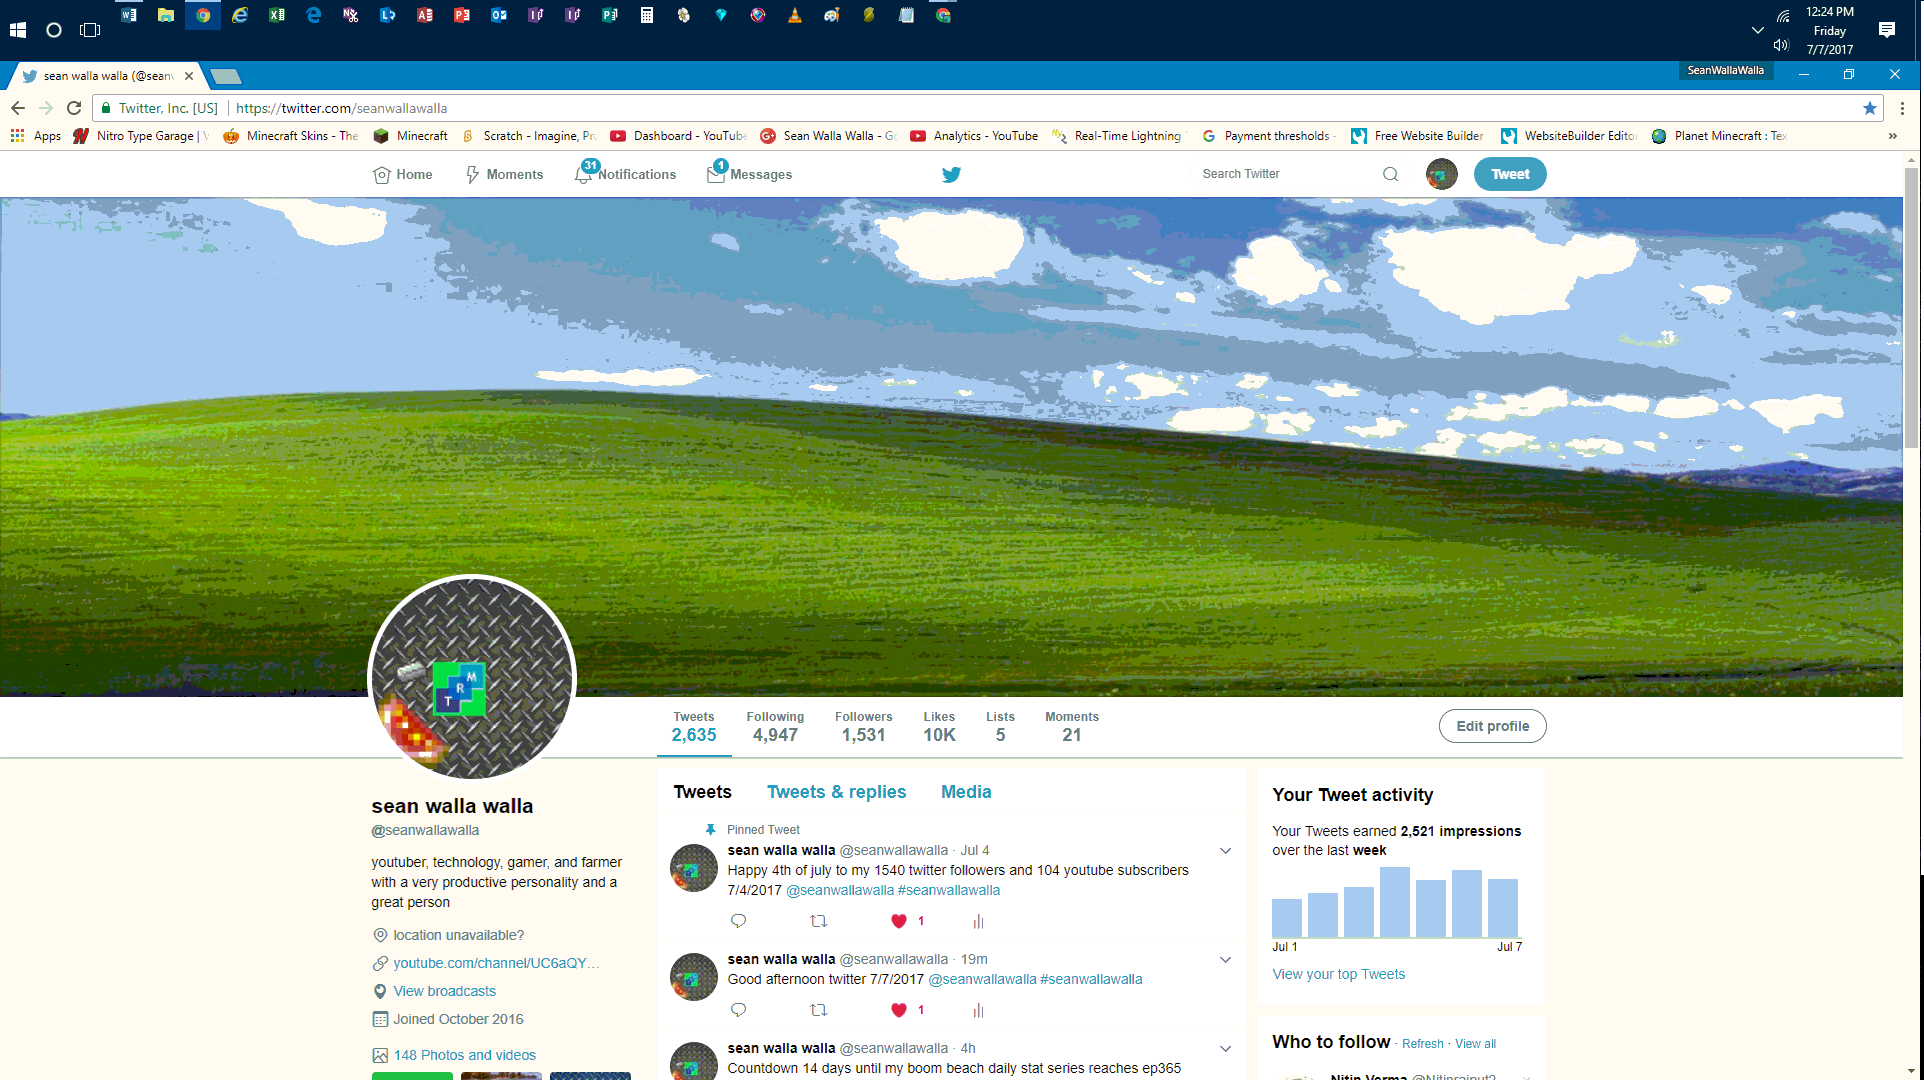 12:24 PM
Friday
7/7/2017
sean walla walla (@sean
SeanWallaWalla
Twitter, Inc. [US] https://twitter.com/seanwallawalla
Apps Nitro Type Garage | Minecraft Skins - The Minecraft Scratch - Imagine, Pr Dashboard - YouTube Sean Walla Walla - Go Analytics - YouTube Real-Time Lightning Payment thresholds - Free Website Builder WebsiteBuilder Edito Planet Minecraft : Tex »
Home Moments 31 Notifications 1 Messages Search Twitter Tweet
M
R
T
Tweets Following Followers Likes Lists Moments
2,635 4,947 1,531 10K 5 21
Edit profile
sean walla walla
@seanwallawalla
youtuber, technology, gamer, and farmer
with a very productive personality and a
great person
location unavailable?
youtube.com/channel/UC6aQY…
View broadcasts
Joined October 2016
148 Photos and videos
Tweets Tweets & replies Media
Pinned Tweet
sean walla walla @seanwallawalla · Jul 4
Happy 4th of july to my 1540 twitter followers and 104 youtube subscribers
7/4/2017 @seanwallawalla #seanwallawalla
1
sean walla walla @seanwallawalla · 19m
Good afternoon twitter 7/7/2017 @seanwallawalla #seanwallawalla
1
sean walla walla @seanwallawalla · 4h
Countdown 14 days until my boom beach daily stat series reaches ep365
Your Tweet activity
Your Tweets earned 2,521 impressions
over the last week
Jul 1 Jul 7
View your top Tweets
Who to follow · Refresh · View all
Nitin Verma @Nitinrajput2